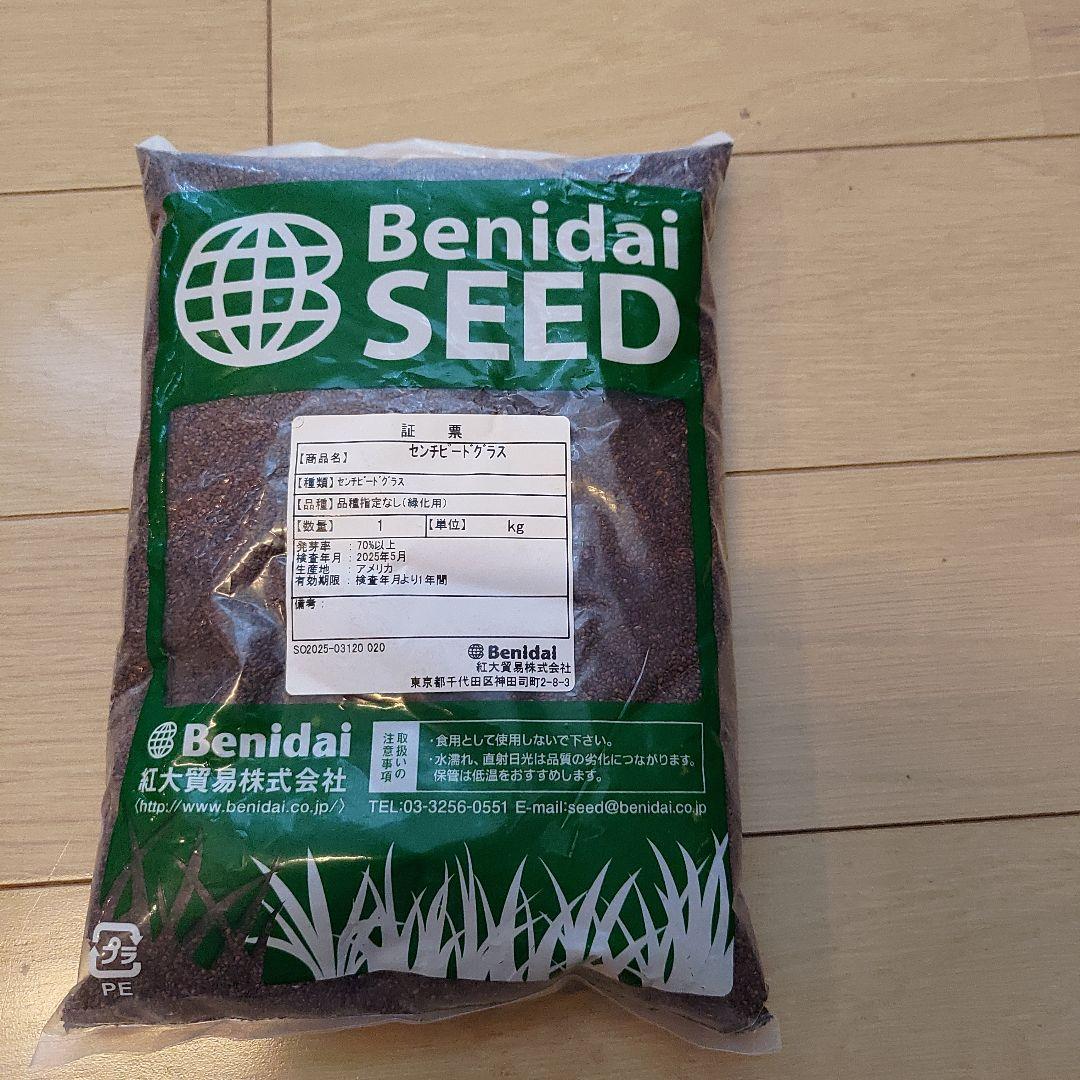 Benidai
SEED
証 票
【商品名】 センチピードグラス
【種類】センチピードグラス
【品種】品種指定なし(緑化用)
【数量】 1 【単位】 kg
発芽率 : 70%以上
検査年月 : 2025年5月
生産地 : アメリカ
有効期限 : 検査年月より1年間
備考:
SO2025-03120 020
Benidai
紅大貿易株式会社
東京都千代田区神田司町2-8-3
Benidai
紅大貿易株式会社
〈http://www.benidai.co.jp/〉
取扱いの
注意事項
・食用として使用しないで下さい。
・水濡れ、直射日光は品質の劣化につながります。
保管は低温をおすすめします。
TEL:03-3256-0551 E-mail:seed@benidai.co.jp
プラ
PE